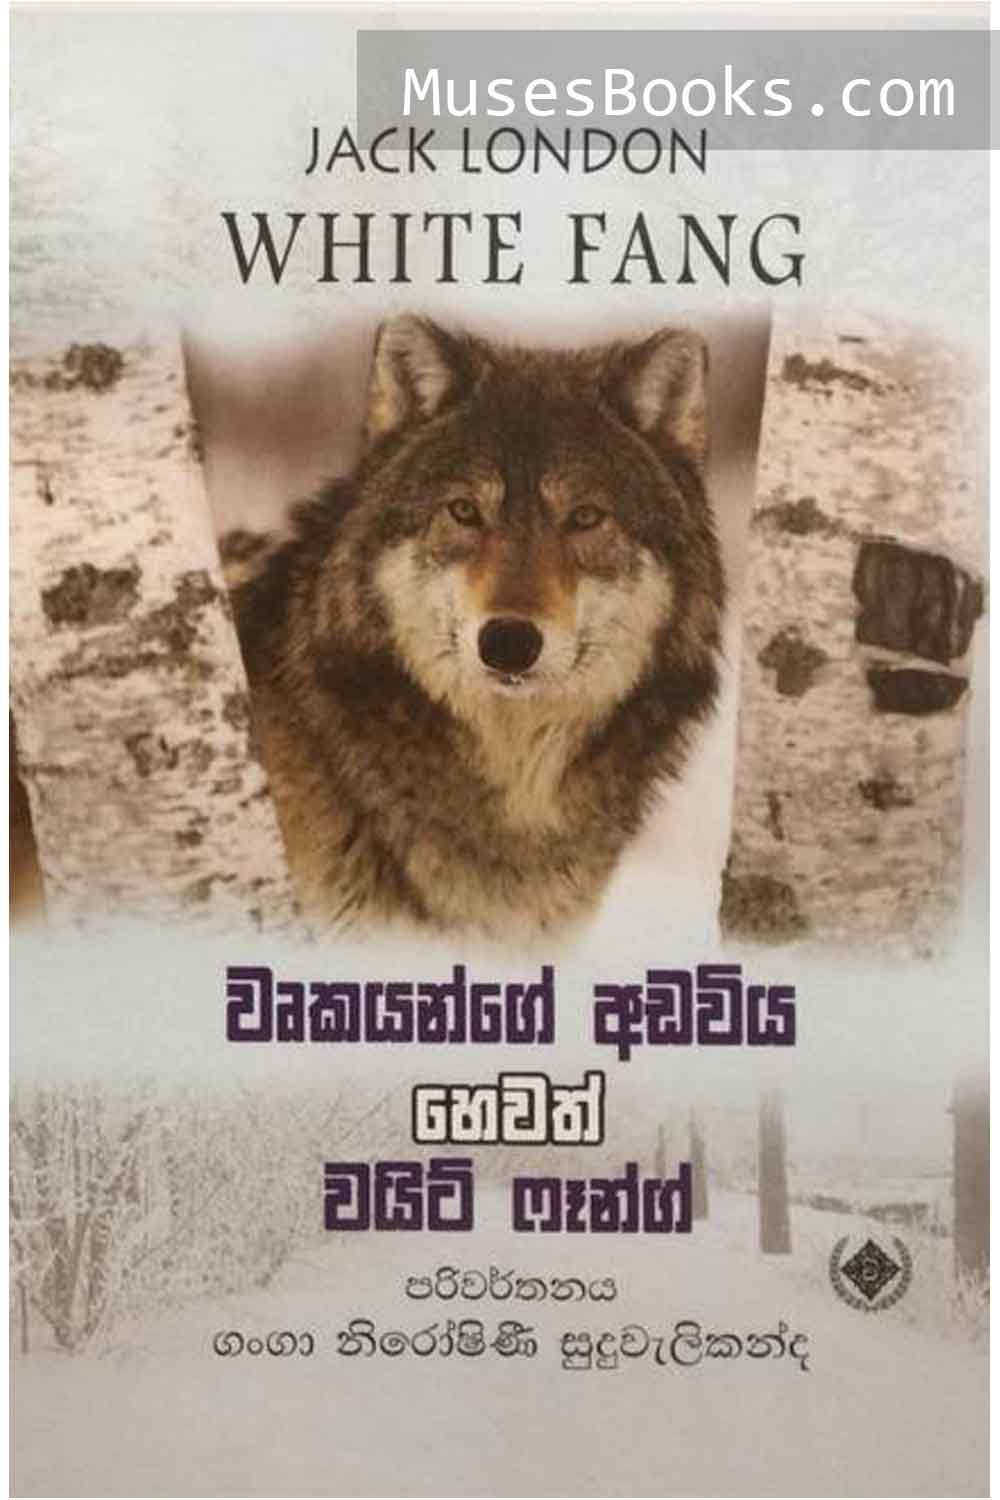 MusesBooks.com
JACK LONDON
WHITE FANG
වෘකයන්ගේ අඩවිය
හෙවත්
වයිට් ෆෑන්ග්
පරිවර්තනය
ගංගා නිරෝෂිණී සුදුවැලිකන්ද